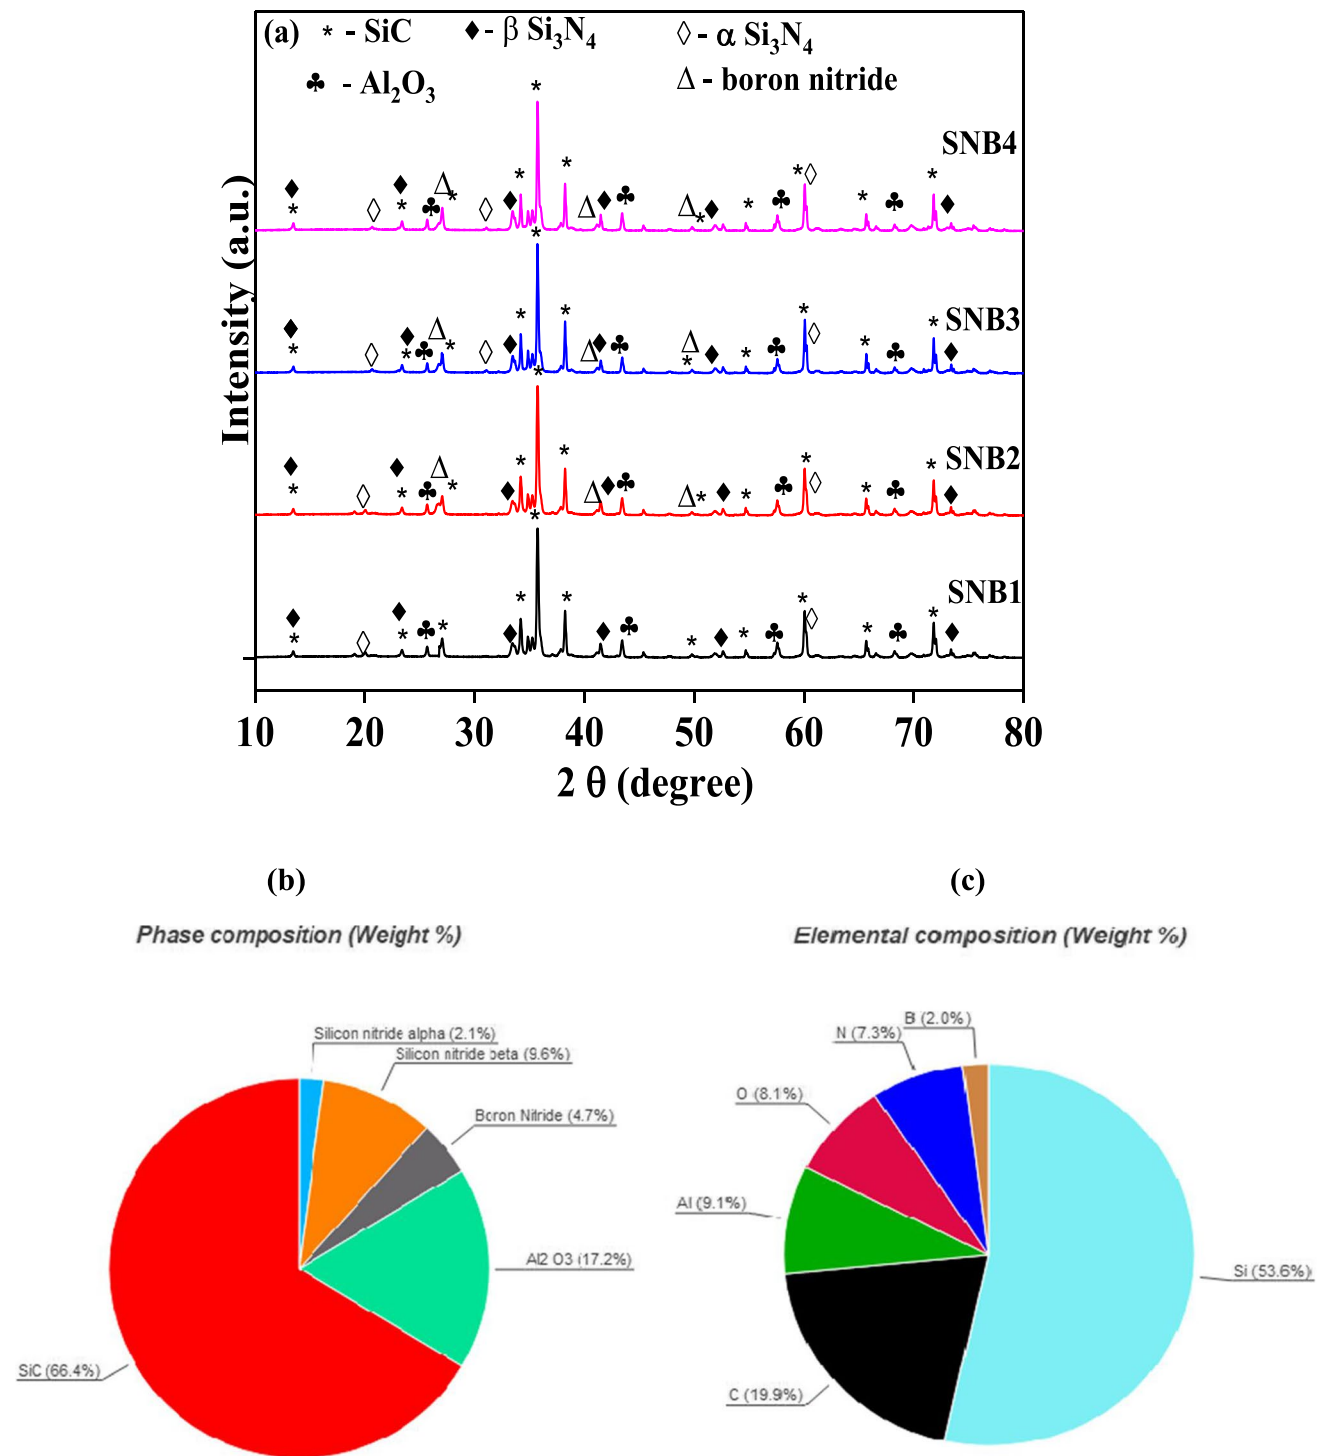 (a) * - SiC ♦- β Si₃N₄ ◊- α Si₃N₄
♣ - Al₂O₃ Δ- boron nitride
SNB4
SNB3
SNB2
SNB1
Intensity (a.u.)
10 20 30 40 50 60 70 80
2 θ (degree)
(b)
Phase composition (Weight %)
Silicon nitride alpha (2.1%)
Silicon nitride beta (9.6%)
Boron Nitride (4.7%)
Al2 O3 (17.2%)
SiC (66.4%)
(c)
Elemental composition (Weight %)
B (2.0%)
N (7.3%)
O (8.1%)
Al (9.1%)
Si (53.6%)
C (19.9%)